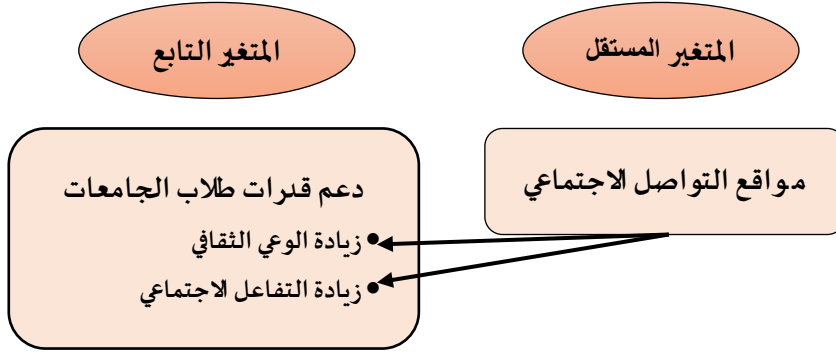 المتغير المستقل
المتغير التابع
مواقع التواصل الاجتماعي
دعم قدرات طلاب الجامعات
• زيادة الوعي الثقافي
• زيادة التفاعل الاجتماعي